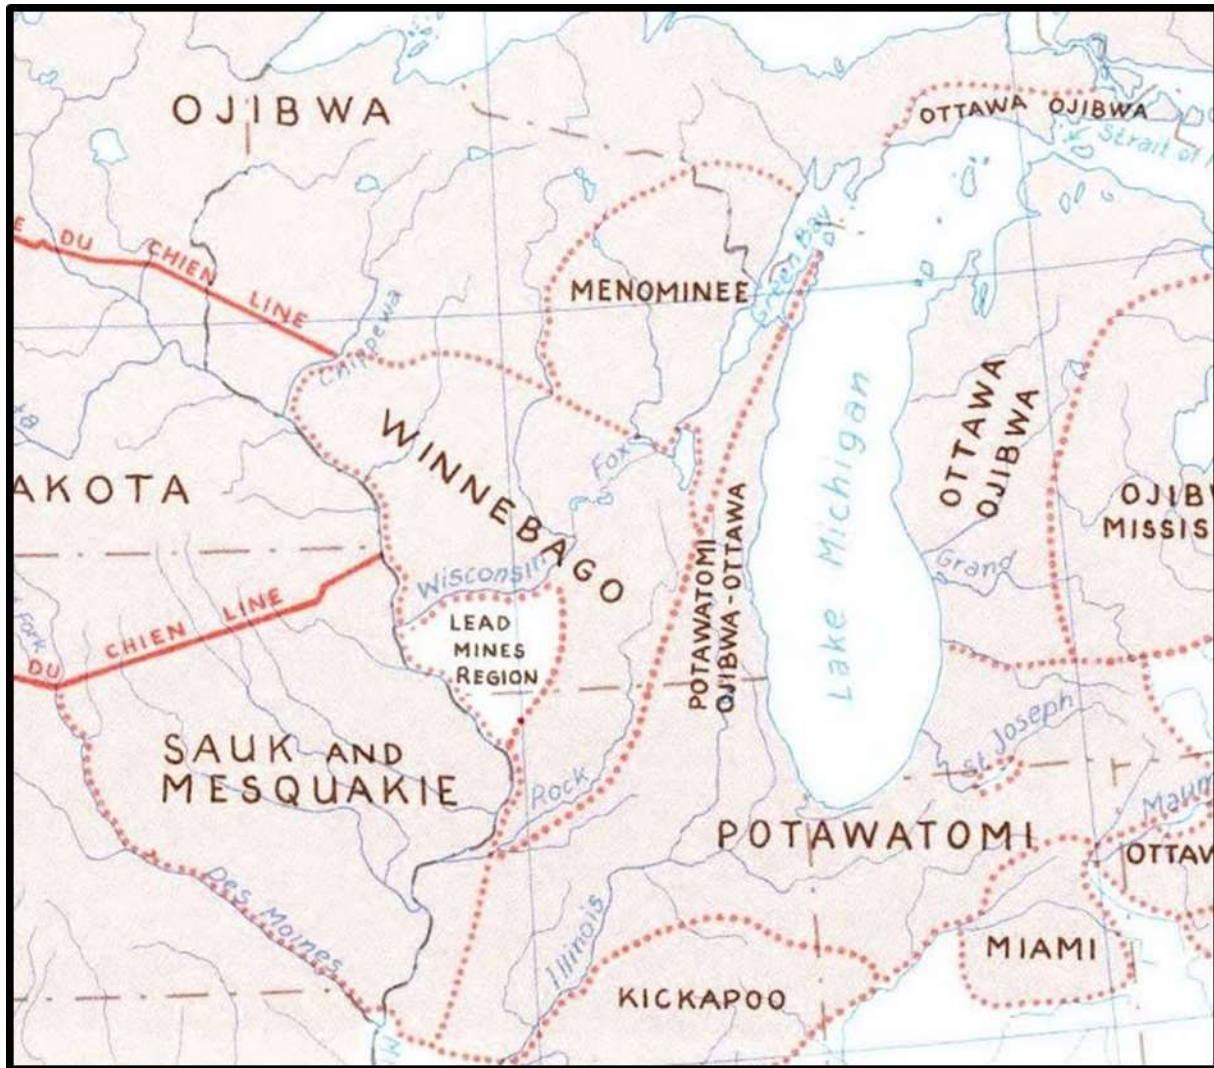 OJIBWA
OTTAWA OJIBWA
Strait of
DU CHIEN LINE
Green Bay
MENOMINEE
Chippewa
Lake Michigan
OTTAWA
OJIBWA
WINNEBAGO
Fox
AKOTA
OJIBW
MISSIS
POTAWATOMI
OJIBWA-OTTAWA
Grand
Wisconsin
Fork
DU CHIEN LINE
LEAD
MINES
REGION
SAUK AND
MESQUAKIE
Rock
St Joseph
Maum
POTAWATOMI
OTTAW
Des Moines
Illinois
MIAMI
KICKAPOO